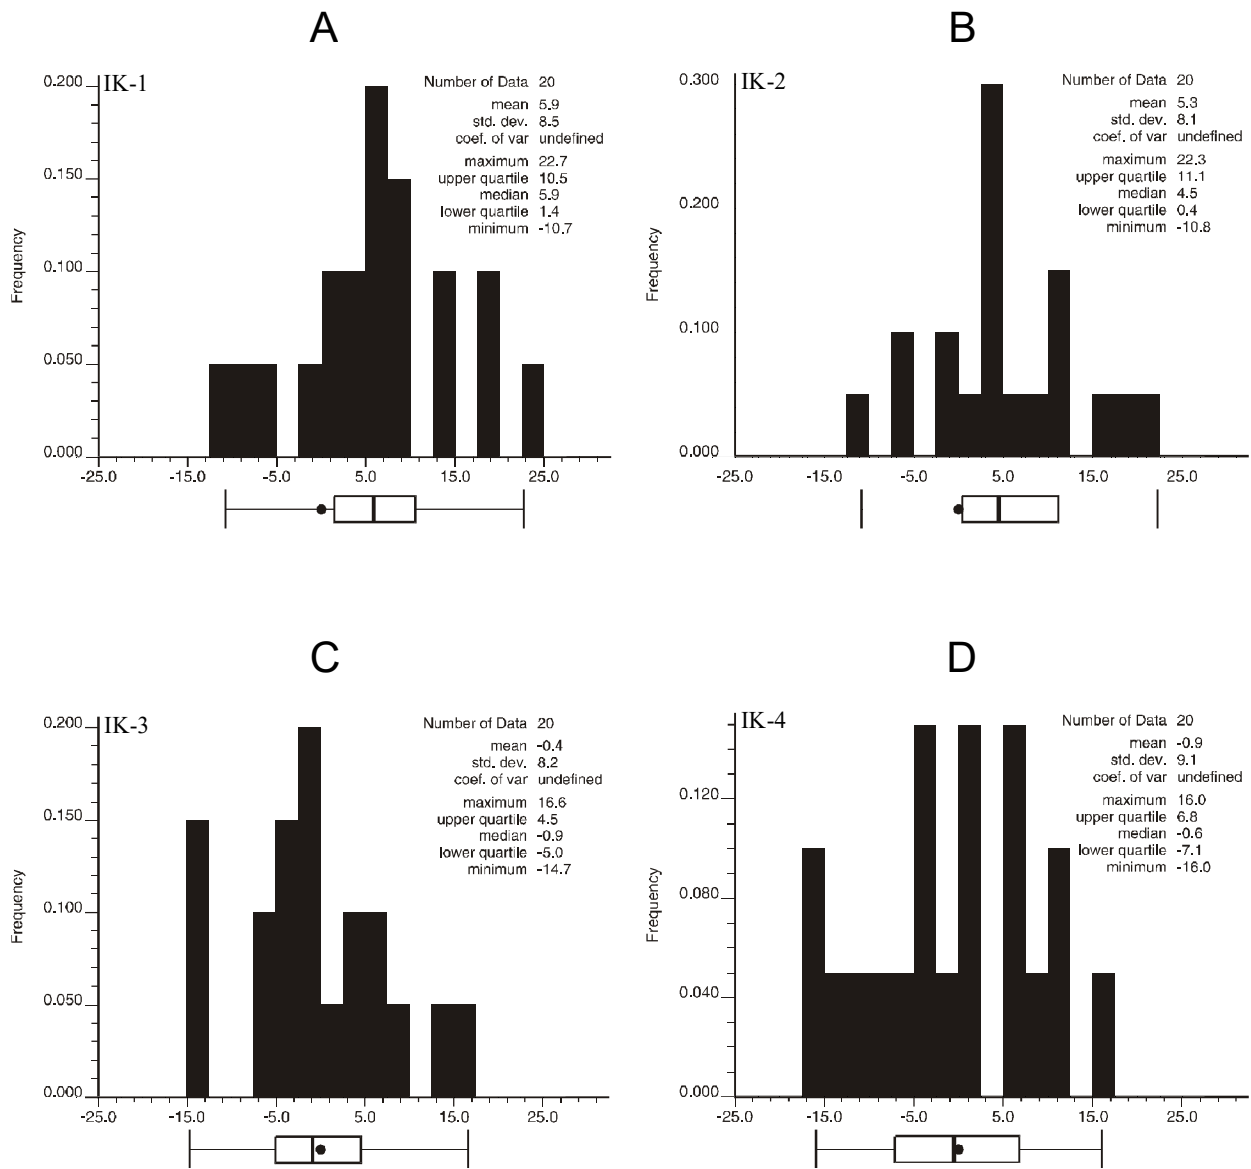 A
IK-1
Number of Data 20
mean 5.9
std. dev. 8.5
coef. of var undefined
maximum 22.7
upper quartile 10.5
median 5.9
lower quartile 1.4
minimum -10.7
Frequency
0.200
0.150
0.100
0.050
0.000
-25.0 -15.0 -5.0 5.0 15.0 25.0
B
IK-2
Number of Data 20
mean 5.3
std. dev. 8.1
coef. of var undefined
maximum 22.3
upper quartile 11.1
median 4.5
lower quartile 0.4
minimum -10.8
Frequency
0.300
0.200
0.100
0.000
-25.0 -15.0 -5.0 5.0 15.0 25.0
C
IK-3
Number of Data 20
mean -0.4
std. dev. 8.2
coef. of var undefined
maximum 16.6
upper quartile 4.5
median -0.9
lower quartile -5.0
minimum -14.7
Frequency
0.200
0.150
0.100
0.050
0.000
-25.0 -15.0 -5.0 5.0 15.0 25.0
D
IK-4
Number of Data 20
mean -0.9
std. dev. 9.1
coef. of var undefined
maximum 16.0
upper quartile 6.8
median -0.6
lower quartile -7.1
minimum -16.0
Frequency
0.120
0.080
0.040
0.000
-25.0 -15.0 -5.0 5.0 15.0 25.0